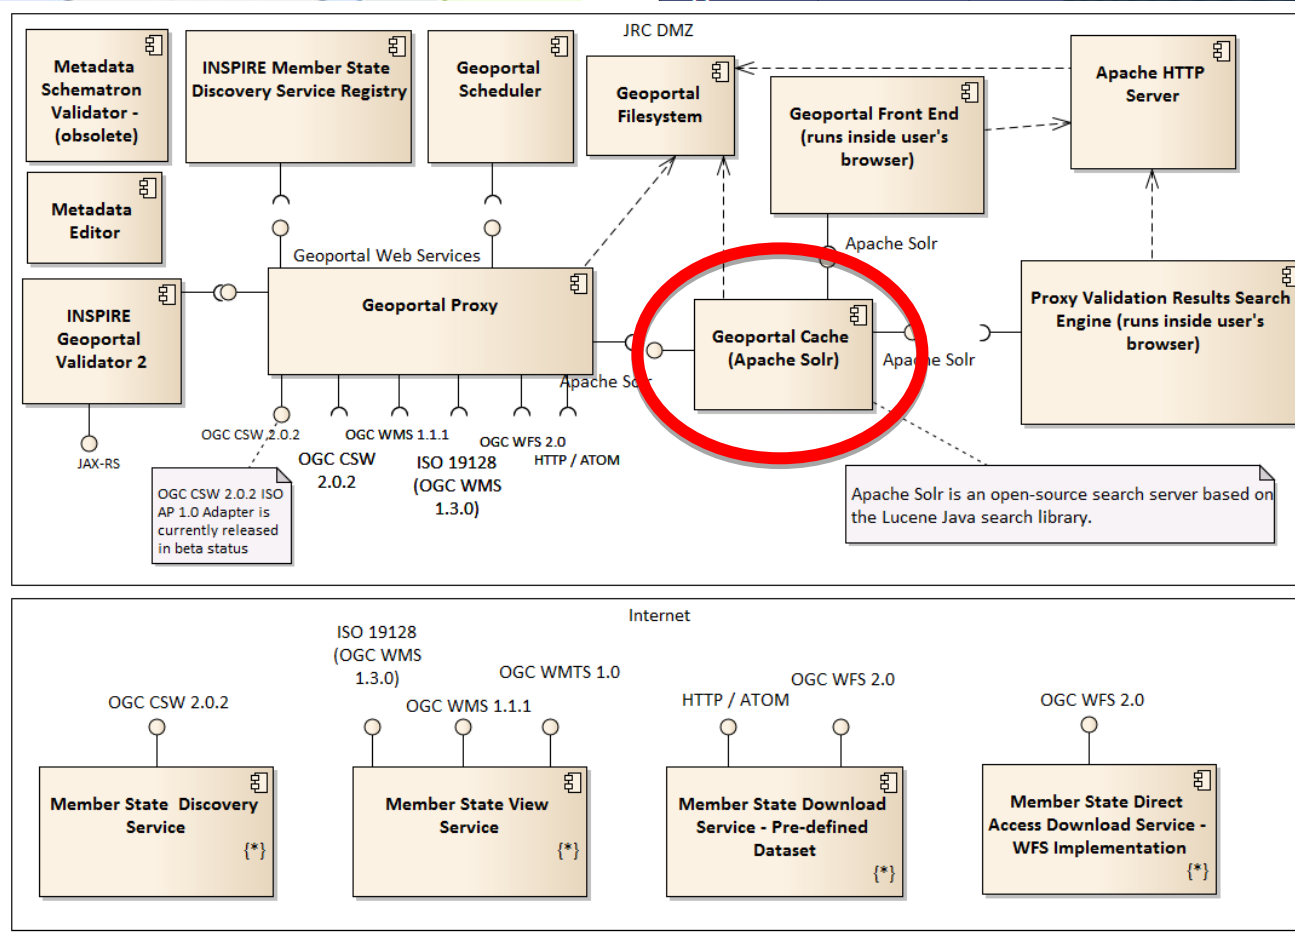 JRC DMZ
Metadata
Schematron
Validator -
(obsolete)
INSPIRE Member State
Discovery Service Registry
Geoportal
Scheduler
Geoportal
Filesystem
Geoportal Front End
(runs inside user's
browser)
Apache HTTP
Server
Metadata
Editor
Geoportal Web Services
Apache Solr
INSPIRE
Geoportal
Validator 2
Geoportal Proxy
Geoportal Cache
(Apache Solr)
Proxy Validation Results Search
Engine (runs inside user's
browser)
Apache Solr
Apache Solr
JAX-RS
OGC CSW 2.0.2
OGC CSW
2.0.2
OGC WMS 1.1.1
ISO 19128
(OGC WMS
1.3.0)
OGC WFS 2.0
HTTP / ATOM
OGC CSW 2.0.2 ISO
AP 1.0 Adapter is
currently released
in beta status
Apache Solr is an open-source search server based on
the Lucene Java search library.
Internet
OGC CSW 2.0.2
ISO 19128
(OGC WMS
1.3.0)
OGC WMS 1.1.1
OGC WMTS 1.0
HTTP / ATOM
OGC WFS 2.0
OGC WFS 2.0
Member State Discovery
Service
{*}
Member State View
Service
{*}
Member State Download
Service - Pre-defined
Dataset
{*}
Member State Direct
Access Download Service -
WFS Implementation
{*}